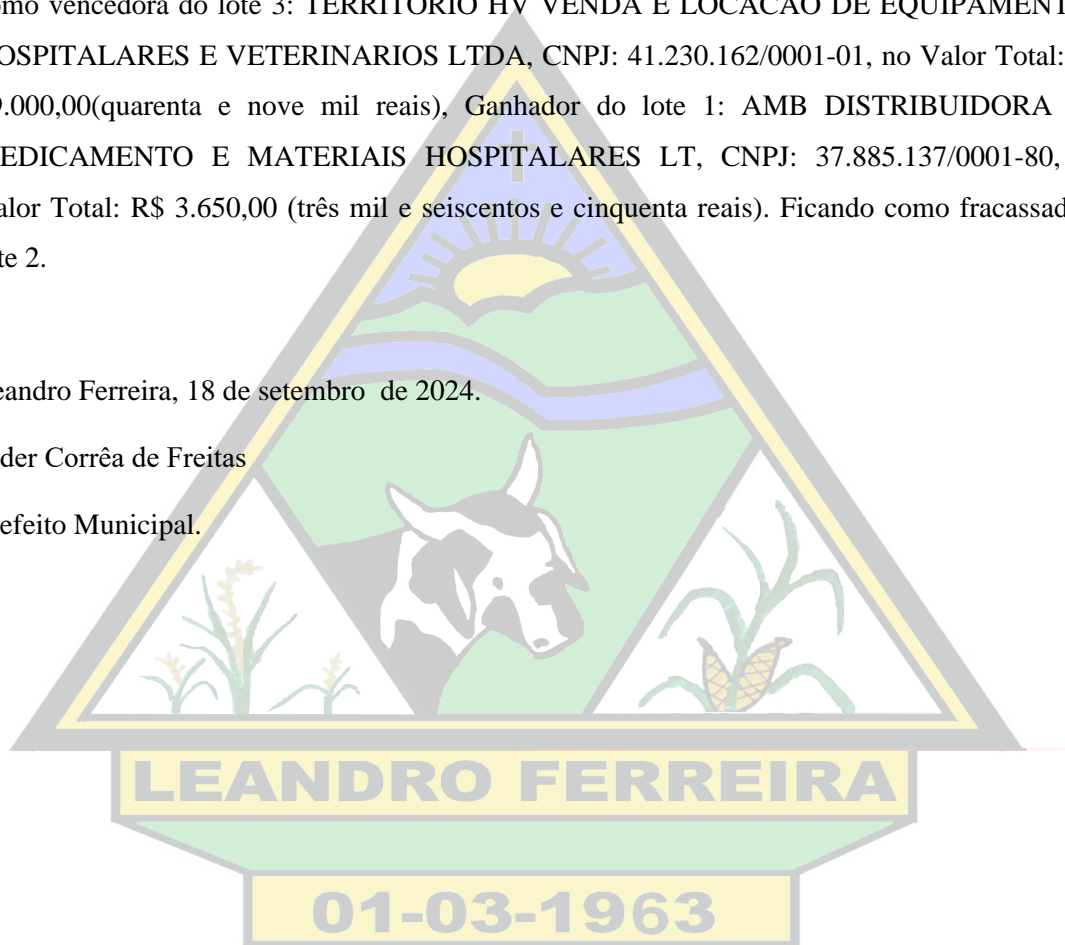 omo vencedora do lote 3: TERRITORIO HV VENDA E LOCACAO DE EQUIPAMENT
OSPITALARES E VETERINARIOS LTDA, CNPJ: 41.230.162/0001-01, no Valor Total:
9.000,00(quarenta e nove mil reais), Ganhador do lote 1: AMB DISTRIBUIDORA
EDICAMENTO E MATERIAIS HOSPITALARES LT, CNPJ: 37.885.137/0001-80,
alor Total: R$ 3.650,00 (três mil e seiscentos e cinquenta reais). Ficando como fracassad
te 2.
eandro Ferreira, 18 de setembro de 2024.
der Corrêa de Freitas
efeito Municipal.
LEANDRO FERREIRA
01-03-1963